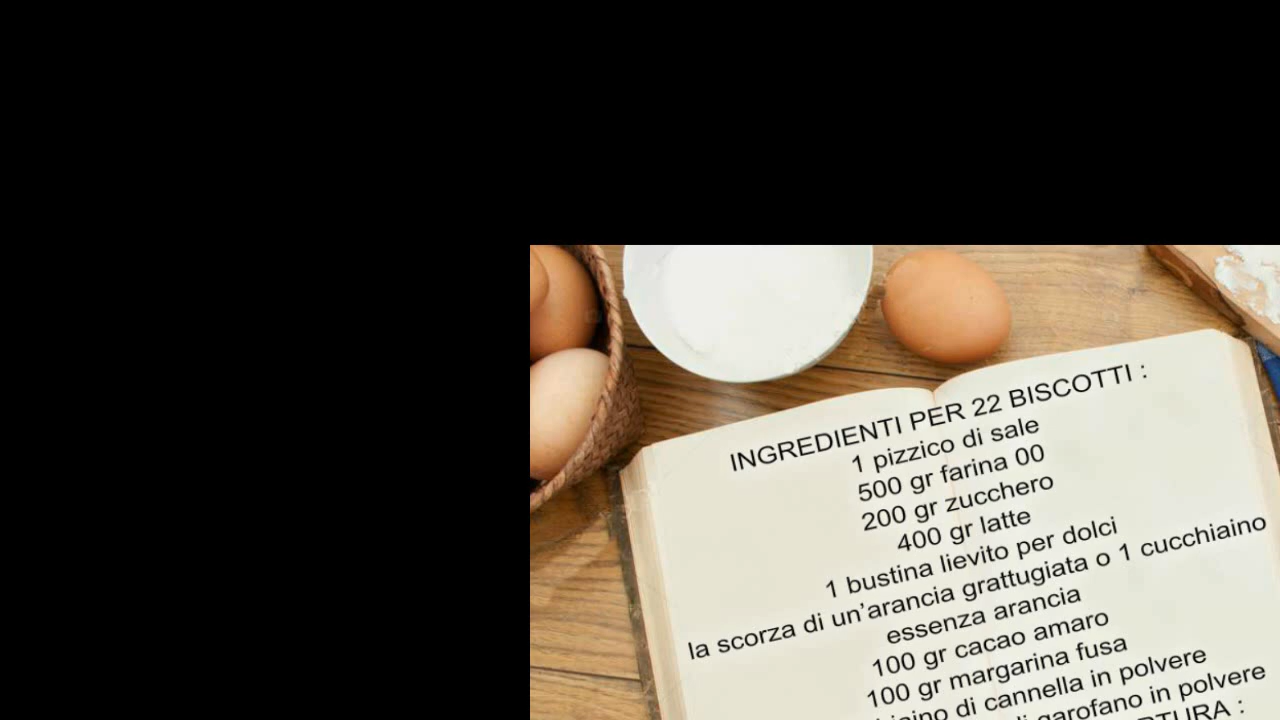 INGREDIENTI PER 22 BISCOTTI :
1 pizzico di sale
500 gr farina 00
200 gr zucchero
400 gr latte
1 bustina lievito per dolci
la scorza di un'arancia grattugiata o 1 cucchiaino
essenza arancia
100 gr cacao amaro
100 gr margarina fusa
di cannella in polvere
garofano in polvere